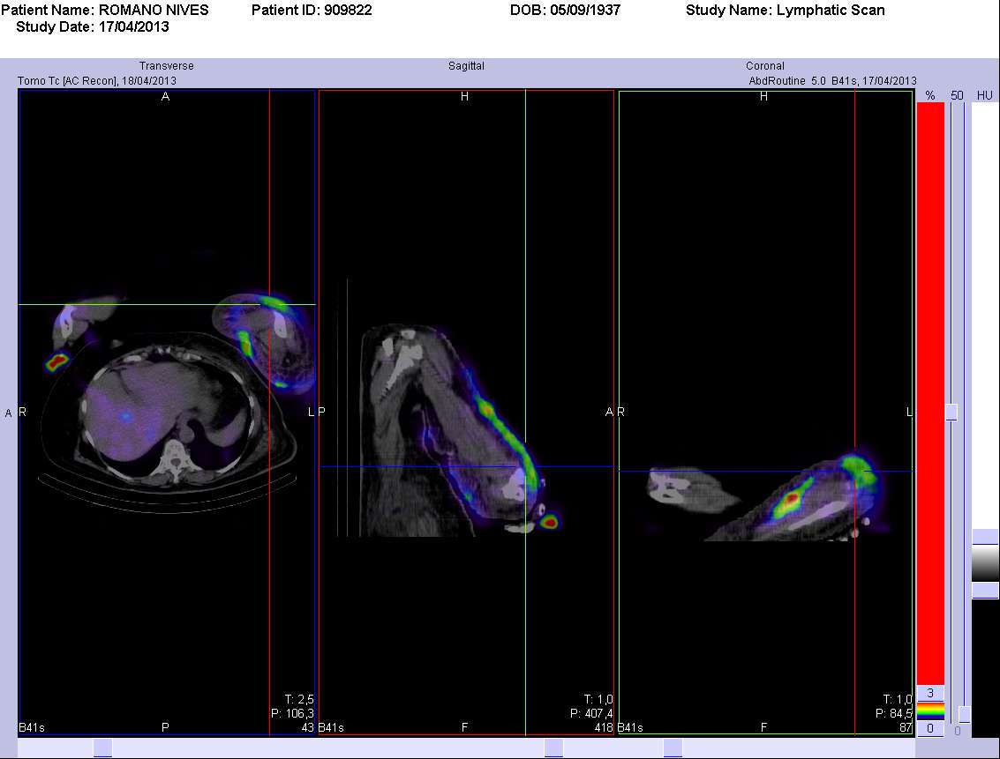 Patient Name: ROMANO NIVES Patient ID: 909822 DOB: 05/09/1937 Study Name: Lymphatic Scan
Study Date: 17/04/2013
Transverse Sagittal Coronal
Tomo Tc [AC Recon], 18/04/2013 AbdRoutine 5.0 B41s, 17/04/2013
% 50 HU
A H H
A R L P A R L
T: 2,5 T: 1,0 T: 1,0
P: 106,3 P: 407,4 P: 84,5
B41s P 43 B41s F 418 B41s F 87
3
0 0